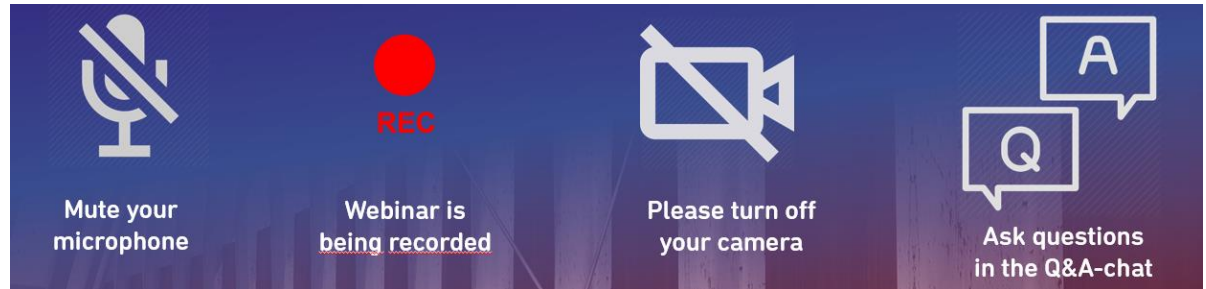 A
Q
REC
Mute your
microphone
Webinar is
being recorded
Please turn off
your camera
Ask questions
in the Q&A-chat